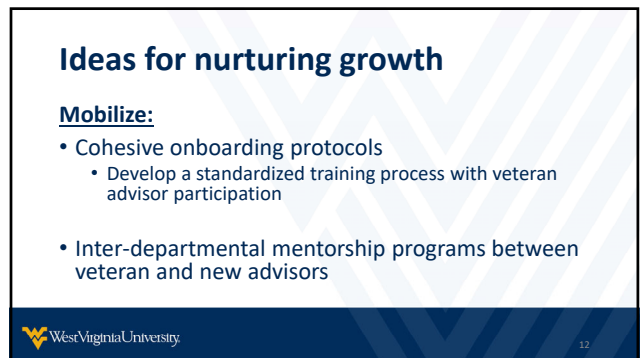 Ideas for nurturing growth
Mobilize:
• Cohesive onboarding protocols
• Develop a standardized training process with veteran
advisor participation
• Inter-departmental mentorship programs between
veteran and new advisors
WestVirginiaUniversity.
12